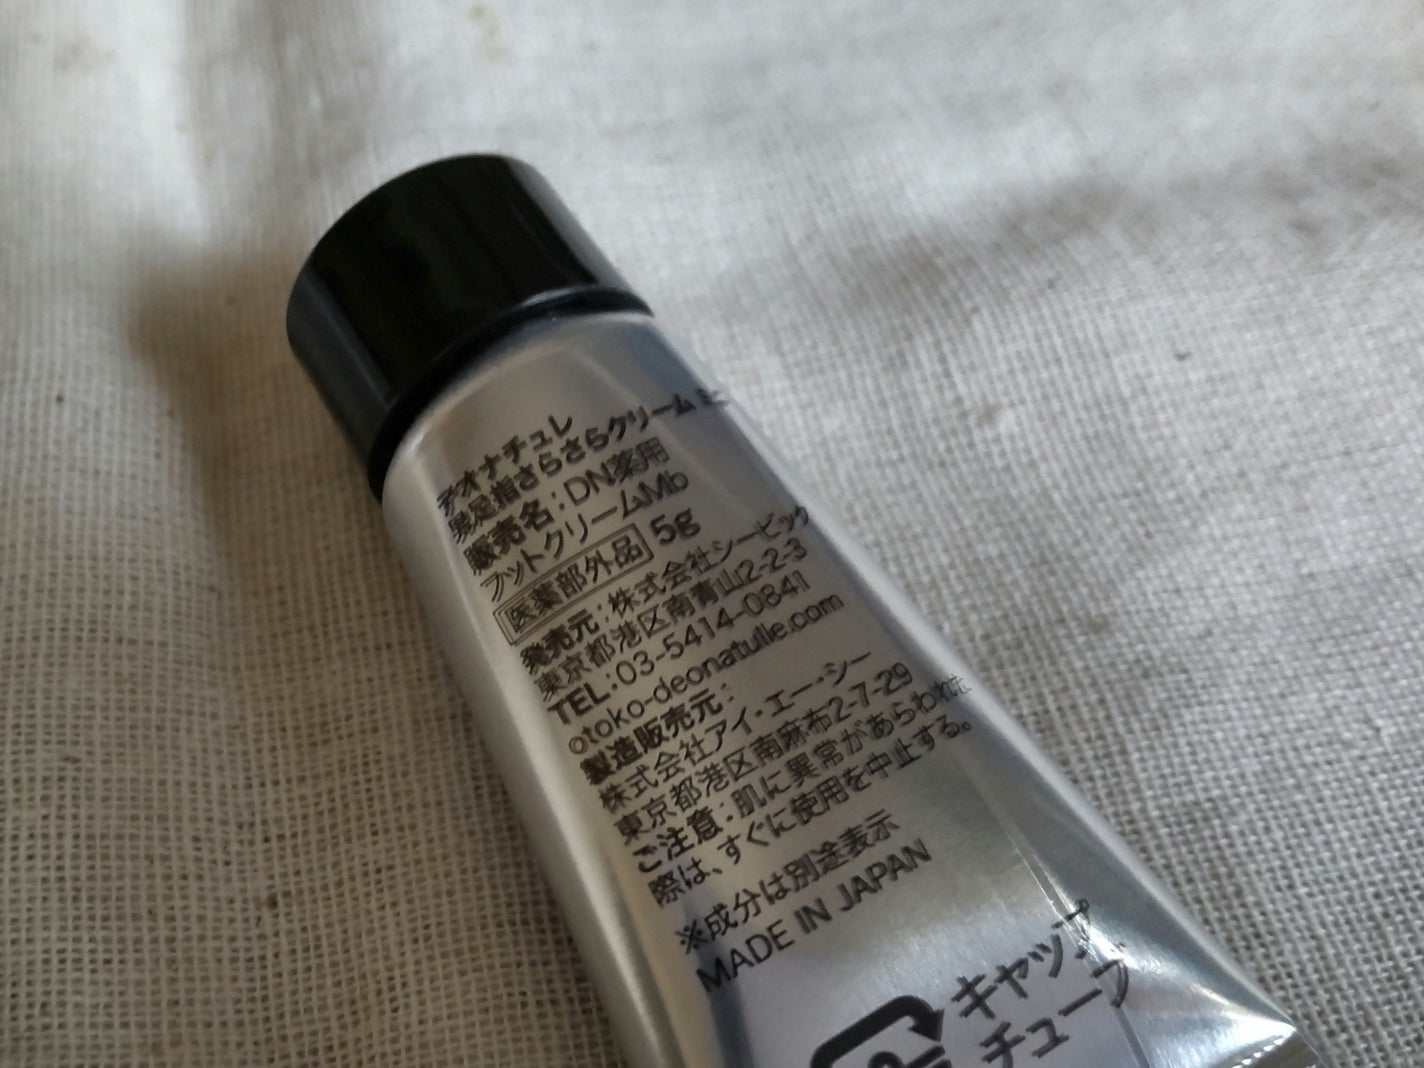 デオナチュレ
男足指さらさらクリーム ミニ
販売名：DN薬用
フットクリームMb
医薬部外品 5g
発売元：株式会社シービック
東京都港区南青山2-2-3
TEL：03-5414-0841
otoko-deonatulle.com
製造販売元：
株式会社アイ・エー・シー
東京都港区南麻布2-7-29
ご注意・肌に異常があらわれた
際は、すぐに使用を中止する。
※成分は別途表示
MADE IN JAPAN
キャップ
チューブ